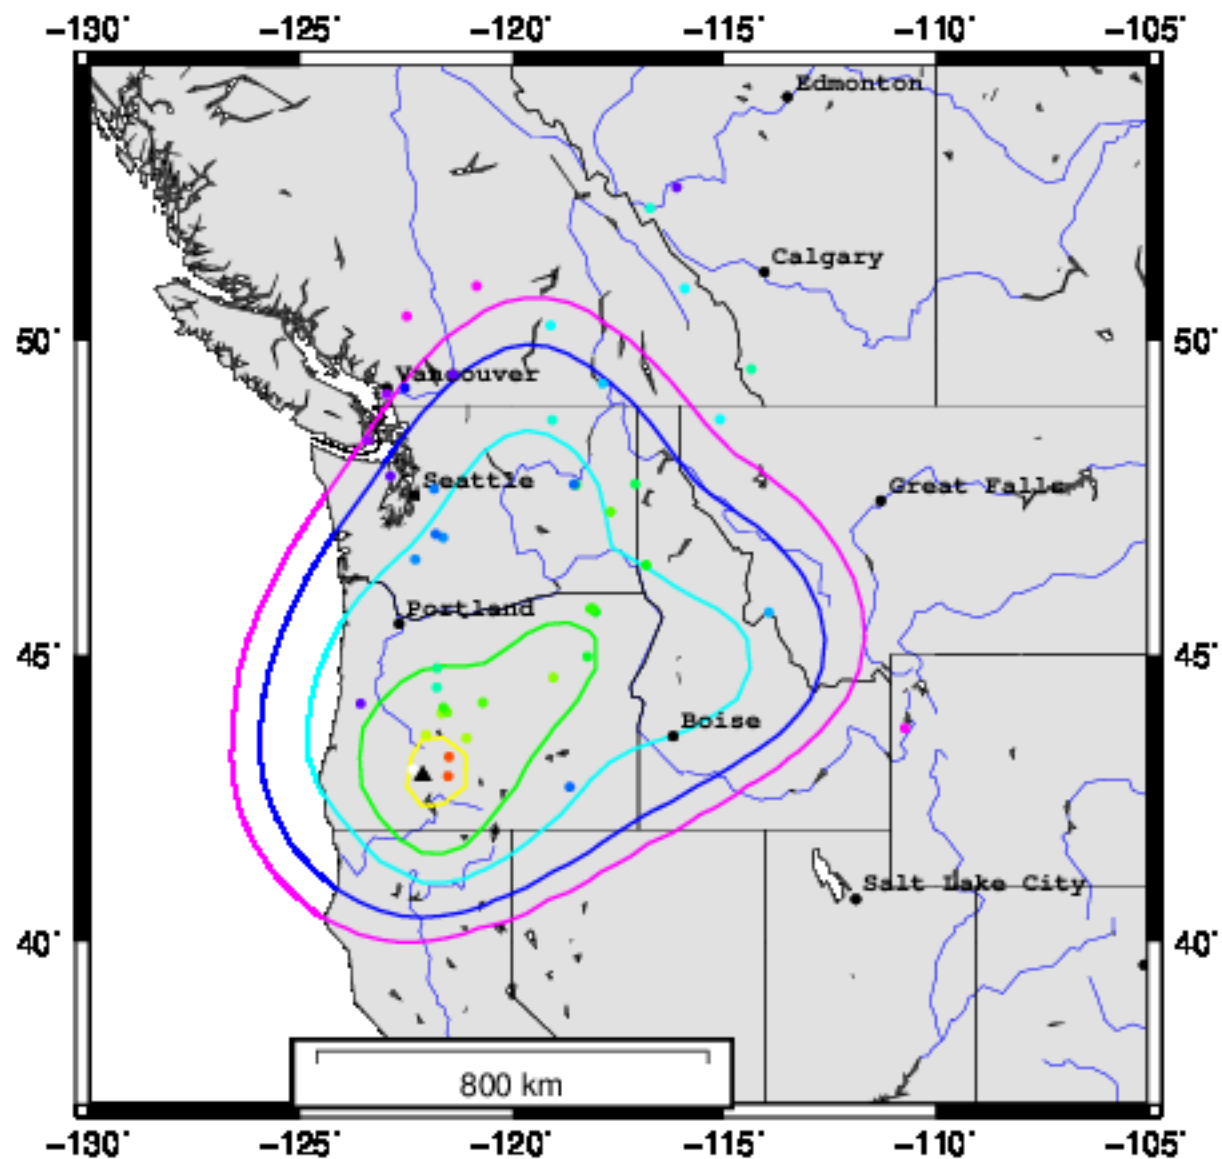 -130° -125° -120° -115° -110° -105°
Edmonton
Calgary
50° 50°
Vancouver
Seattle
Great Falls
Portland
45° 45°
Boise
Salt Lake City
40° 40°
800 km
-130° -125° -120° -115° -110° -105°